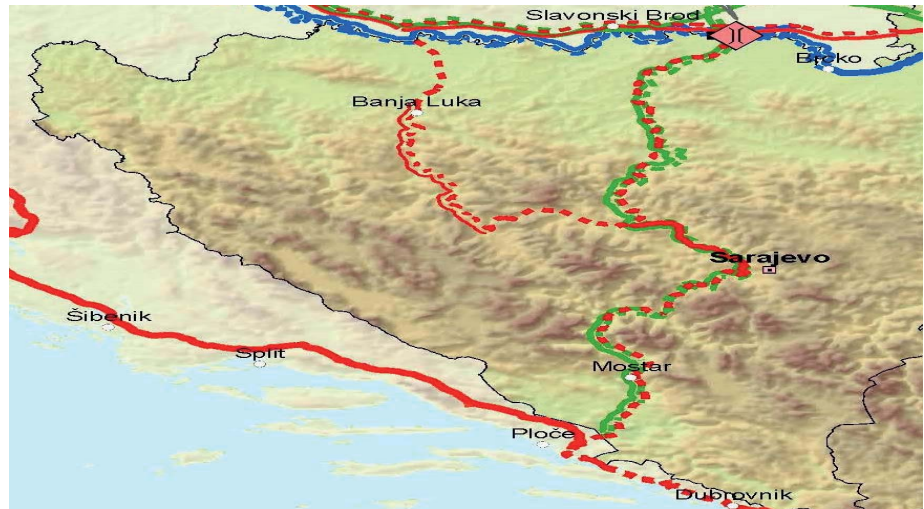 Slavonski Brod
Brčko
Banja Luka
Sarajevo
Šibenik
Split
Mostar
Ploče
Dubrovnik